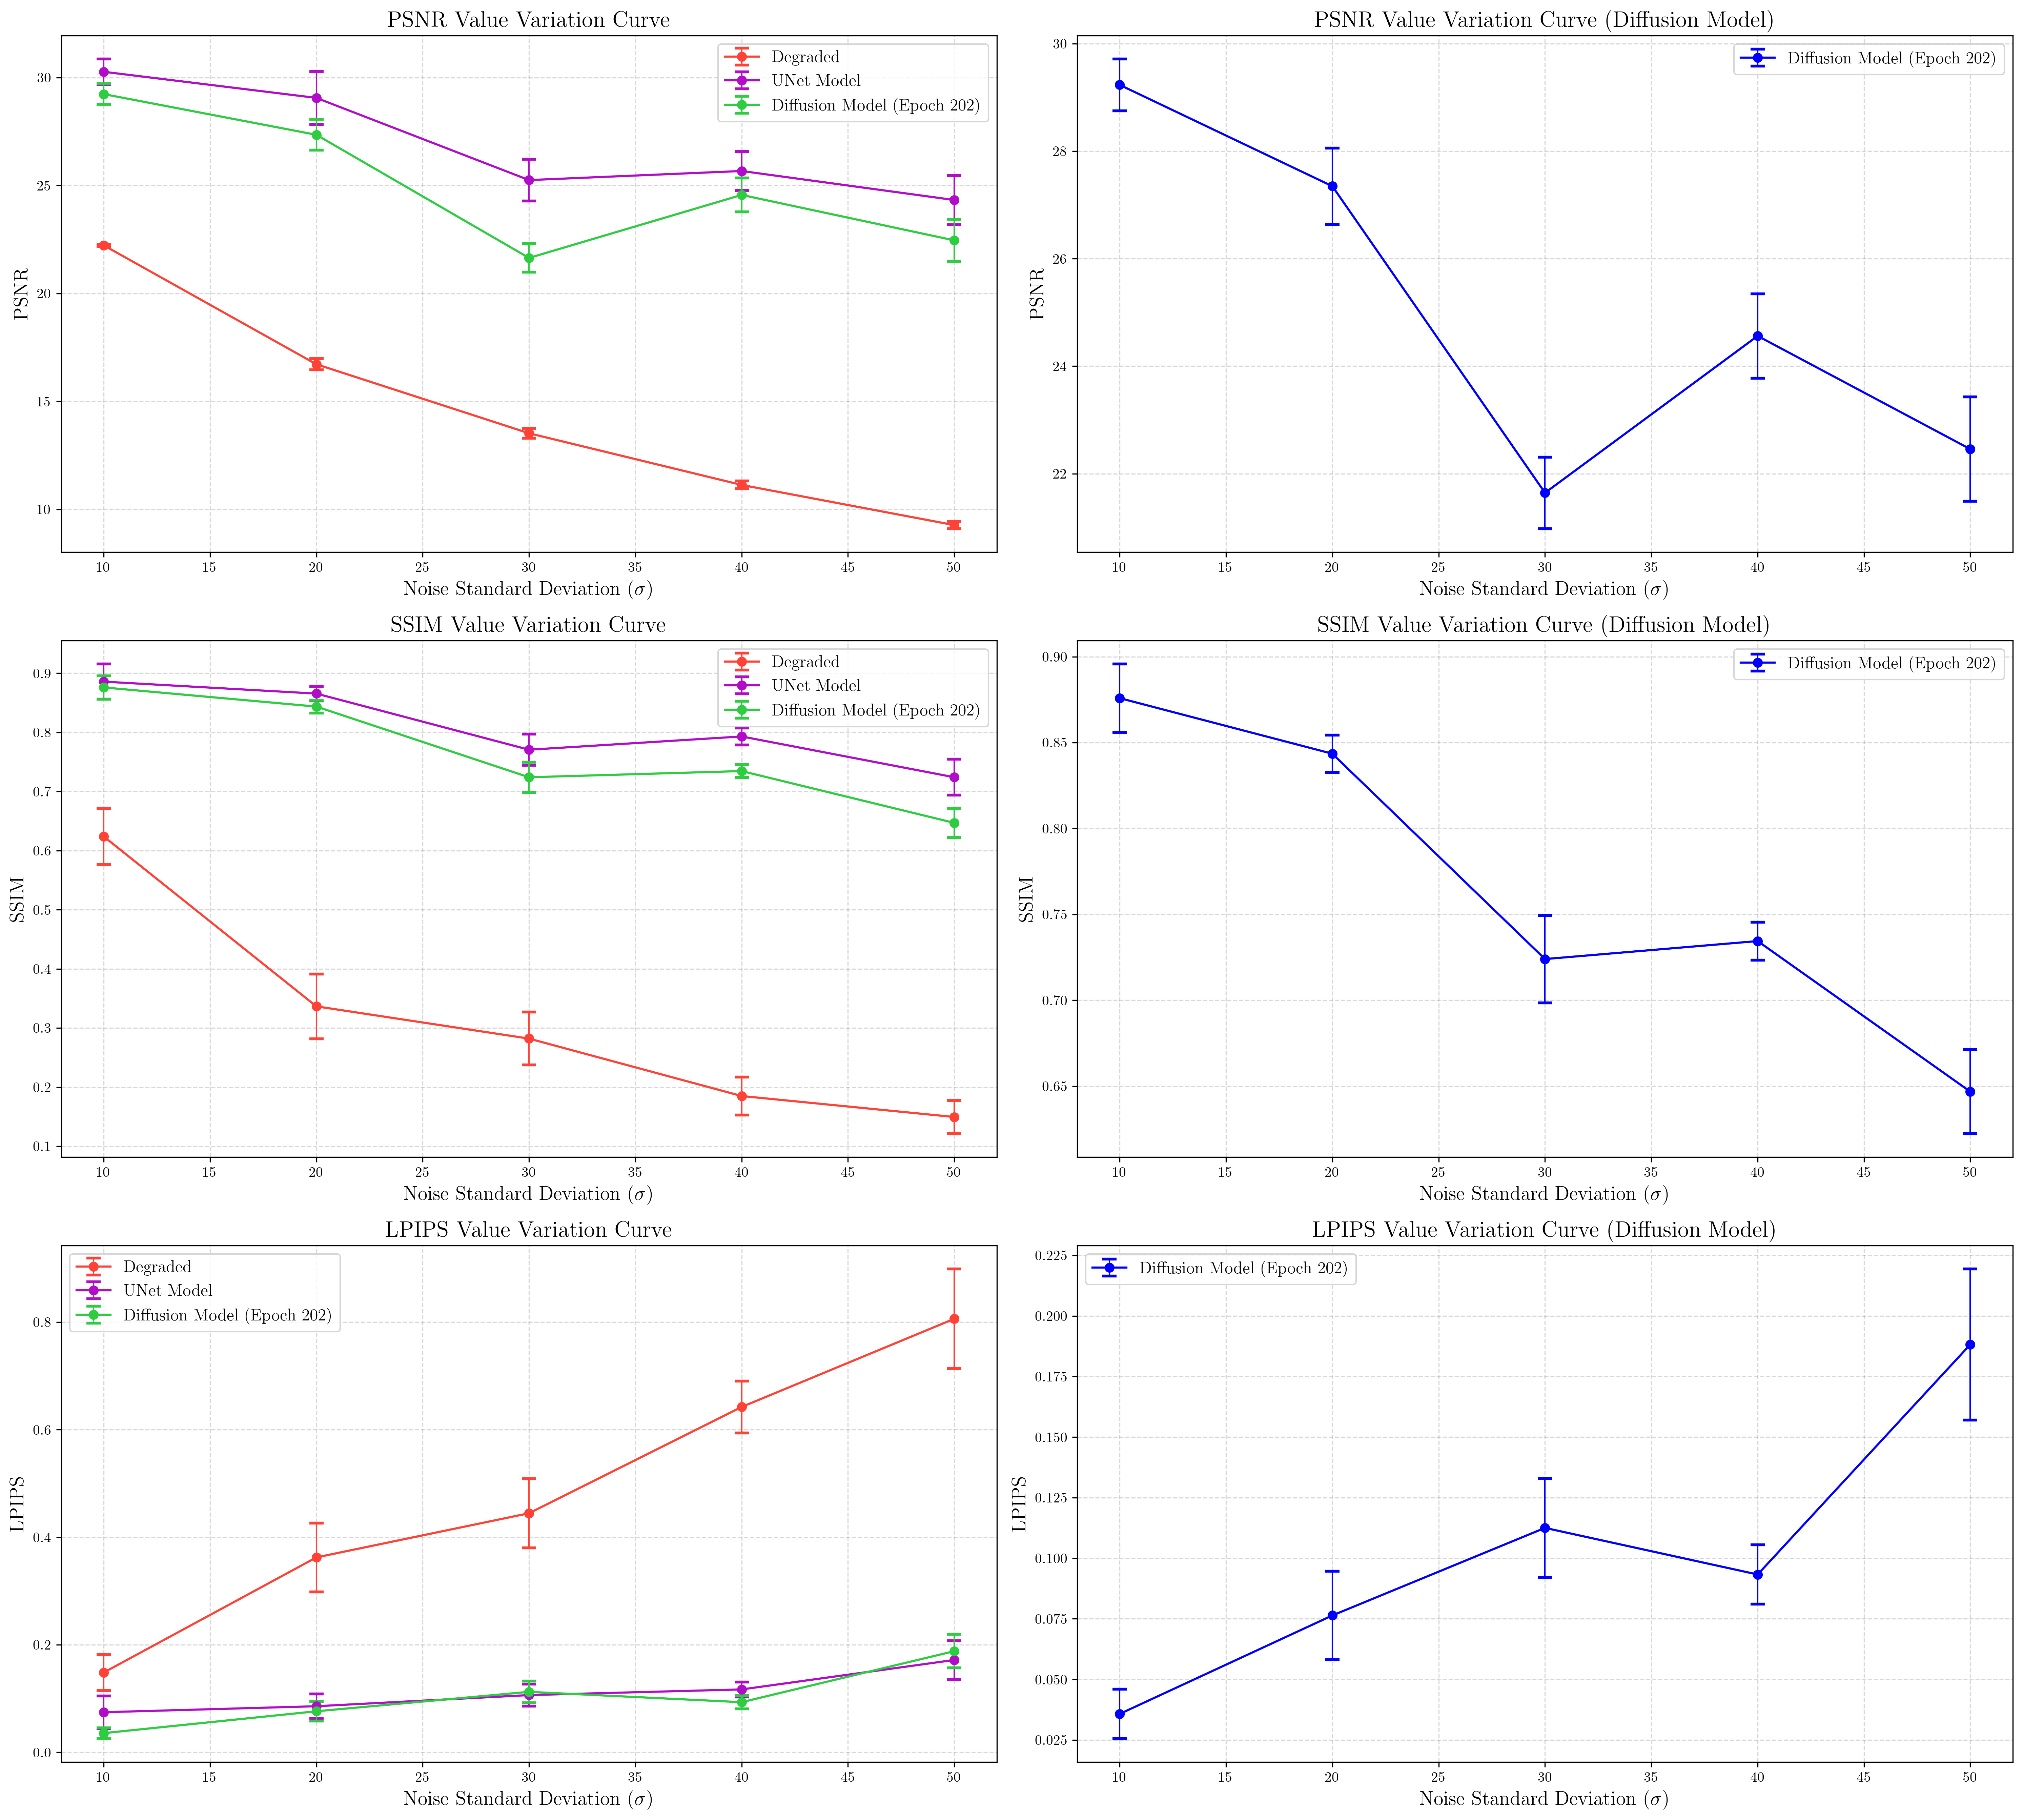 PSNR Value Variation Curve
30
25
20
15
10
PSNR
Degraded
UNet Model
Diffusion Model (Epoch 202)
10 15 20 25 30 35 40 45 50
Noise Standard Deviation (σ)
PSNR Value Variation Curve (Diffusion Model)
30
28
26
24
22
PSNR
Diffusion Model (Epoch 202)
10 15 20 25 30 35 40 45 50
Noise Standard Deviation (σ)
SSIM Value Variation Curve
0.9
0.8
0.7
0.6
0.5
0.4
0.3
0.2
0.1
SSIM
Degraded
UNet Model
Diffusion Model (Epoch 202)
10 15 20 25 30 35 40 45 50
Noise Standard Deviation (σ)
SSIM Value Variation Curve (Diffusion Model)
0.90
0.85
0.80
0.75
0.70
0.65
SSIM
Diffusion Model (Epoch 202)
10 15 20 25 30 35 40 45 50
Noise Standard Deviation (σ)
LPIPS Value Variation Curve
0.8
0.6
0.4
0.2
0.0
LPIPS
Degraded
UNet Model
Diffusion Model (Epoch 202)
10 15 20 25 30 35 40 45 50
Noise Standard Deviation (σ)
LPIPS Value Variation Curve (Diffusion Model)
0.225
0.200
0.175
0.150
0.125
0.100
0.075
0.050
0.025
LPIPS
Diffusion Model (Epoch 202)
10 15 20 25 30 35 40 45 50
Noise Standard Deviation (σ)